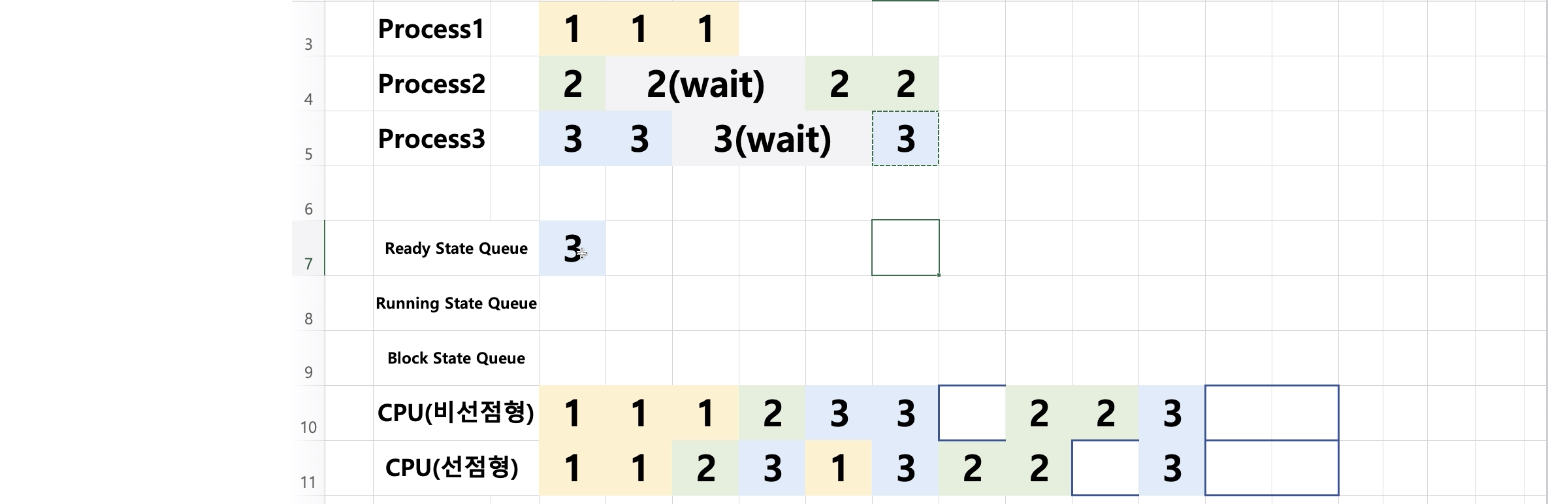 3 Process1 1 1 1
4 Process2 2 2(wait) 2 2
5 Process3 3 3 3(wait) 3
6
7 Ready State Queue 3
8 Running State Queue
9 Block State Queue
10 CPU(비선점형) 1 1 1 2 3 3 2 2 3
11 CPU(선점형) 1 1 2 3 1 3 2 2 3